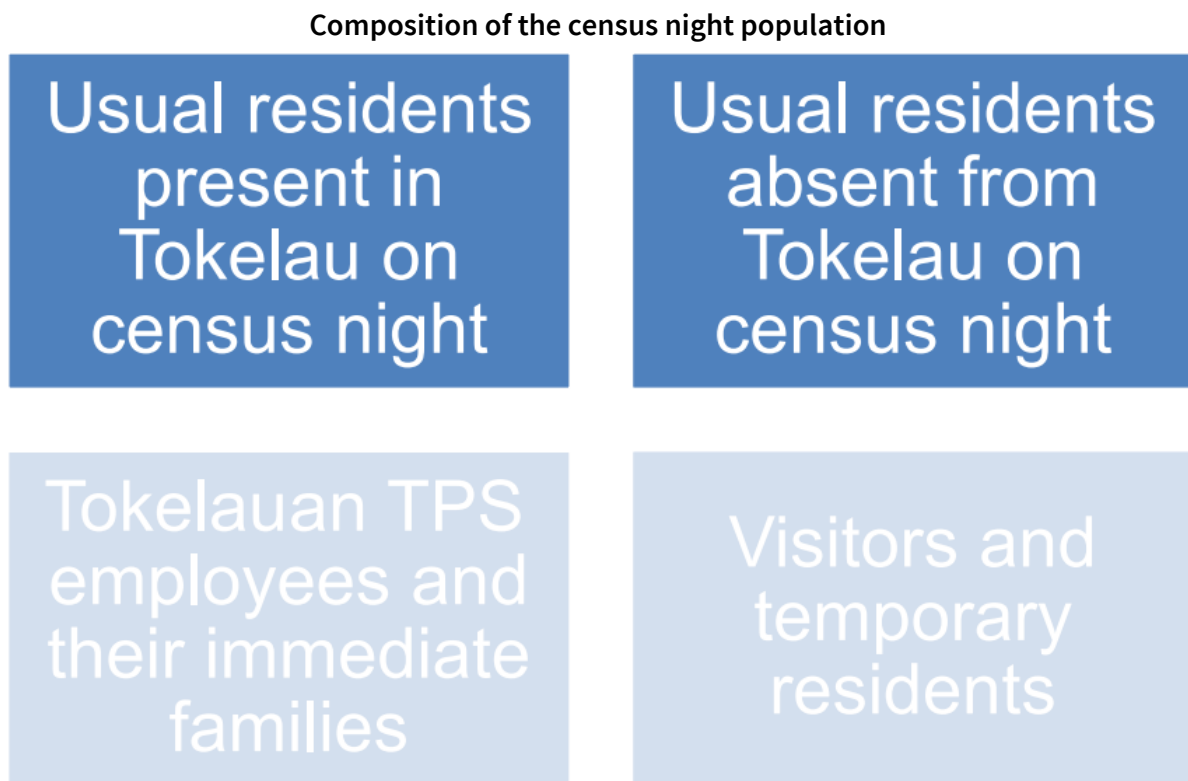 Composition of the census night population
Usual residents
present in
Tokelau on
census night
Usual residents
absent from
Tokelau on
census night
Tokelauan TPS
employees and
their immediate
families
Visitors and
temporary
residents